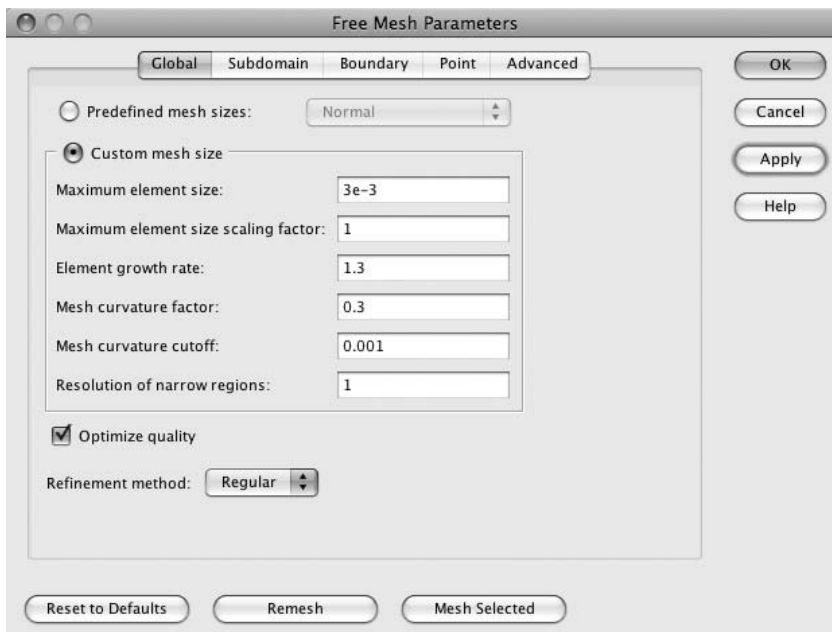 Free Mesh Parameters
Global Subdomain Boundary Point Advanced
OK
Cancel
Apply
Help
Predefined mesh sizes: Normal
Custom mesh size
Maximum element size: 3e-3
Maximum element size scaling factor: 1
Element growth rate: 1.3
Mesh curvature factor: 0.3
Mesh curvature cutoff: 0.001
Resolution of narrow regions: 1
Optimize quality
Refinement method: Regular
Reset to Defaults Remesh Mesh Selected